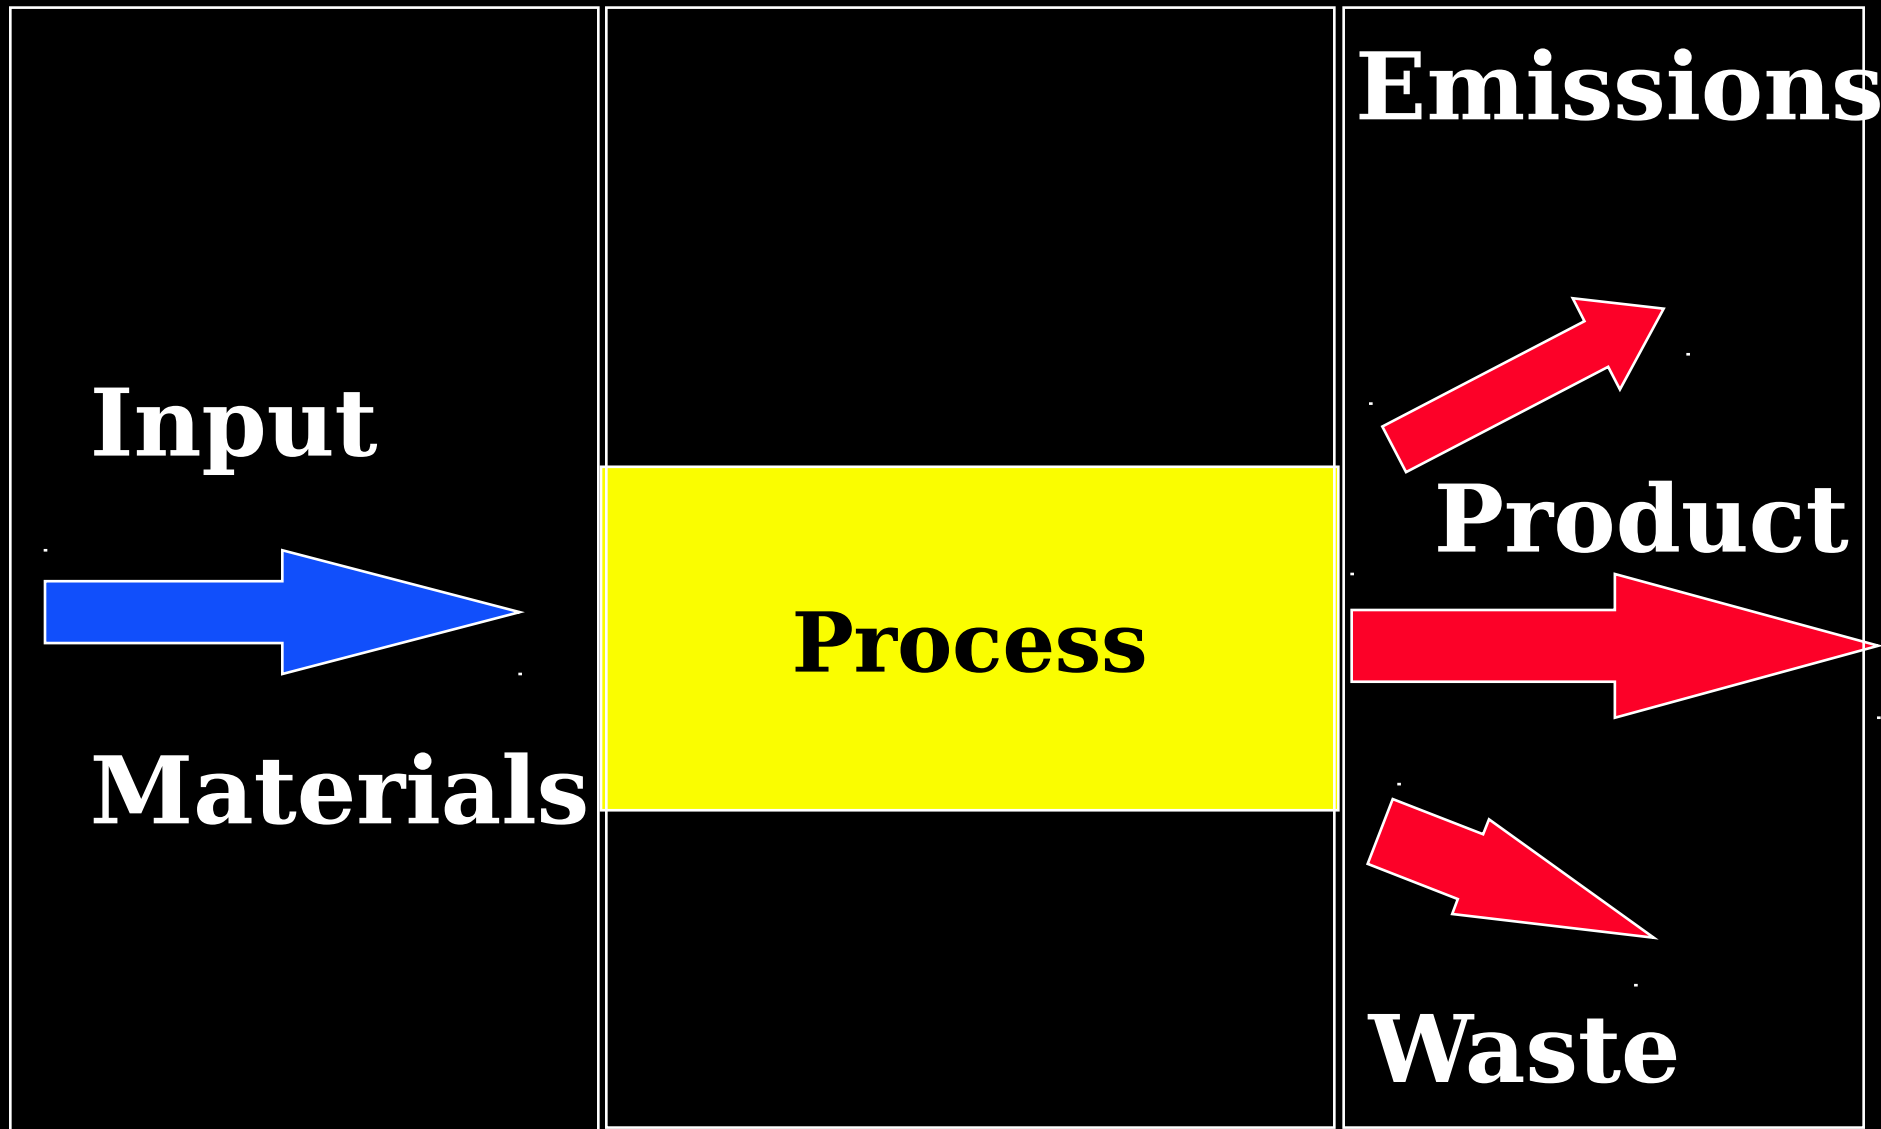 Input
Materials
Process
Emissions
Product
Waste